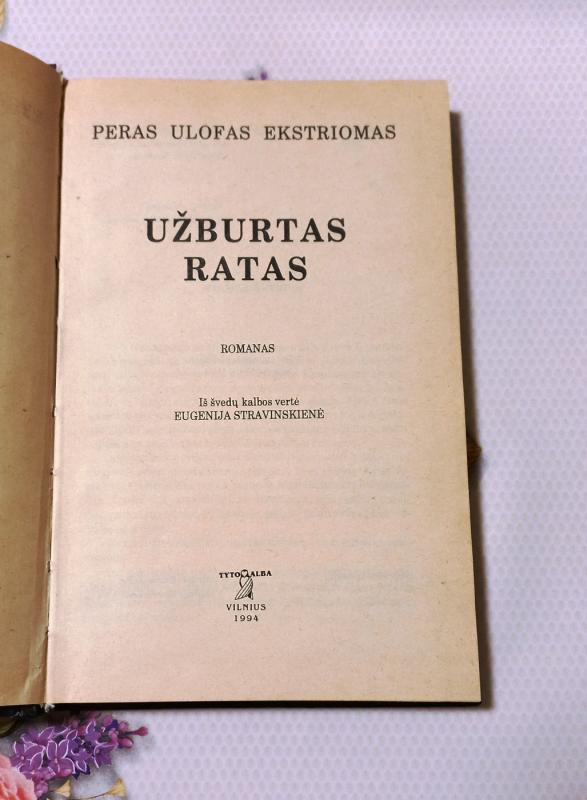 PERAS ULOFAS EKSTRIOMAS
UŽBURTAS
RATAS
ROMANAS
Iš švedų kalbos vertė
EUGENIJA STRAVINSKIENĖ
TYTO ALBA
VILNIUS
1994